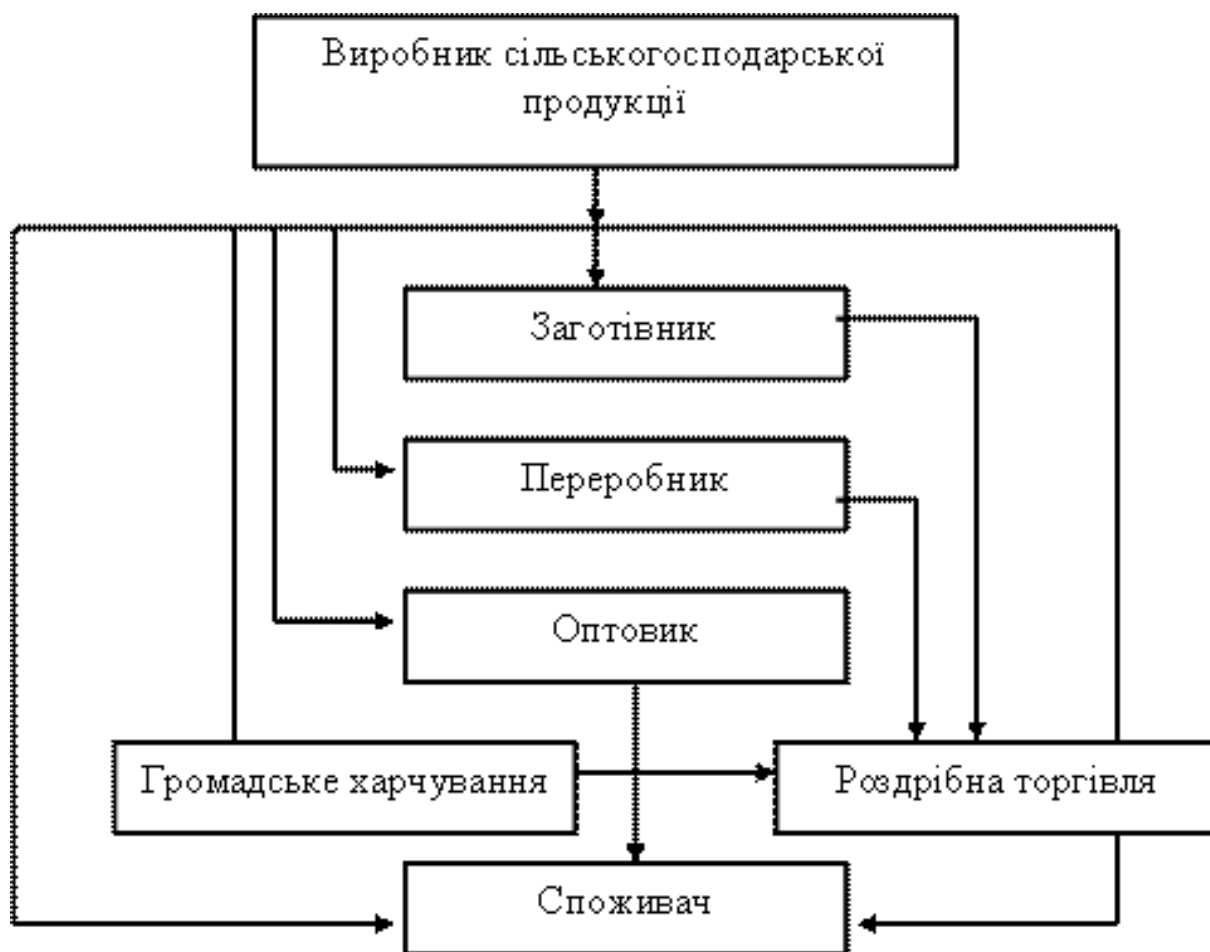 Виробник сільськогосподарської
продукції
Заготівник
Переробник
Оптовик
Громадське харчування
Роздрібна торгівля
Споживач